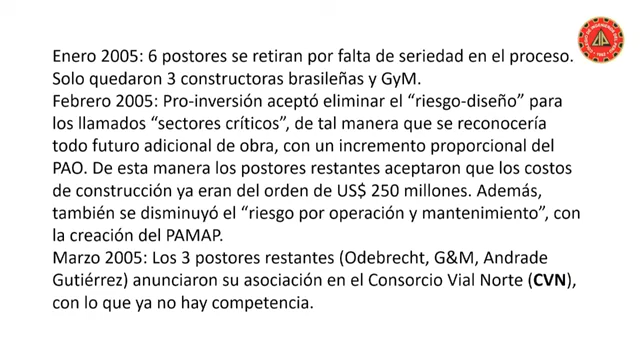 Enero 2005: 6 postores se retiran por falta de seriedad en el proceso.
Solo quedaron 3 constructoras brasileñas y GyM.
Febrero 2005: Pro-inversión aceptó eliminar el “riesgo-diseño” para
los llamados “sectores críticos”, de tal manera que se reconocería
todo futuro adicional de obra, con un incremento proporcional del
PAO. De esta manera los postores restantes aceptaron que los costos
de construcción ya eran del orden de US$ 250 millones. Además,
también se disminuyó el “riesgo por operación y mantenimiento”, con
la creación del PAMAP.
Marzo 2005: Los 3 postores restantes (Odebrecht, G&M, Andrade
Gutiérrez) anunciaron su asociación en el Consorcio Vial Norte (CVN),
con lo que ya no hay competencia.